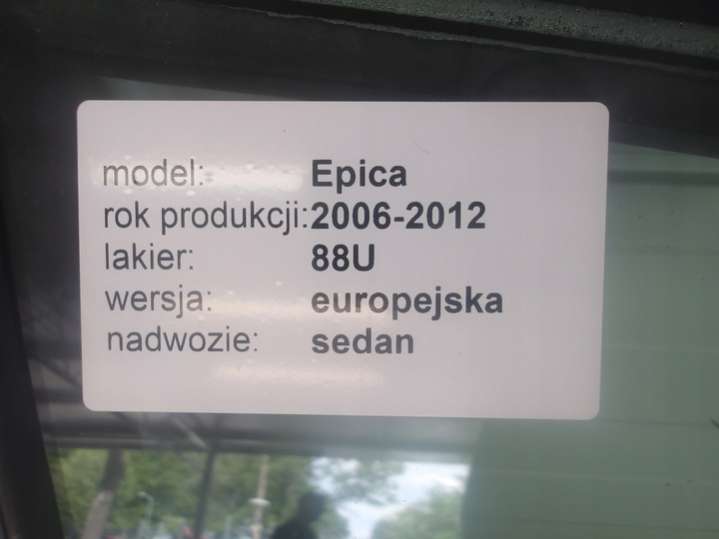 model: Epica
rok produkcji:2006-2012
lakier: 88U
wersja: europejska
nadwozie: sedan